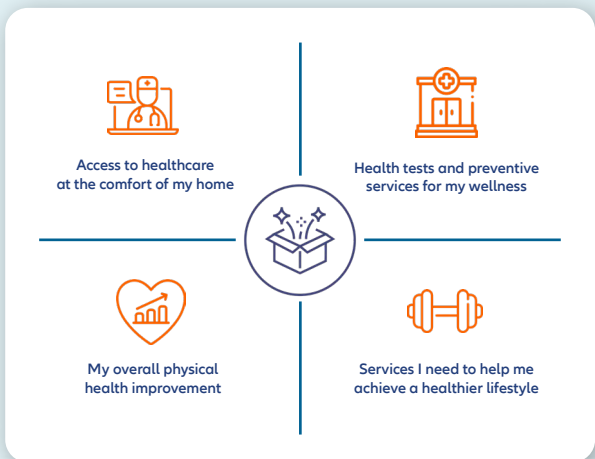 Access to healthcare
at the comfort of my home
Health tests and preventive
services for my wellness
My overall physical
health improvement
Services I need to help me
achieve a healthier lifestyle